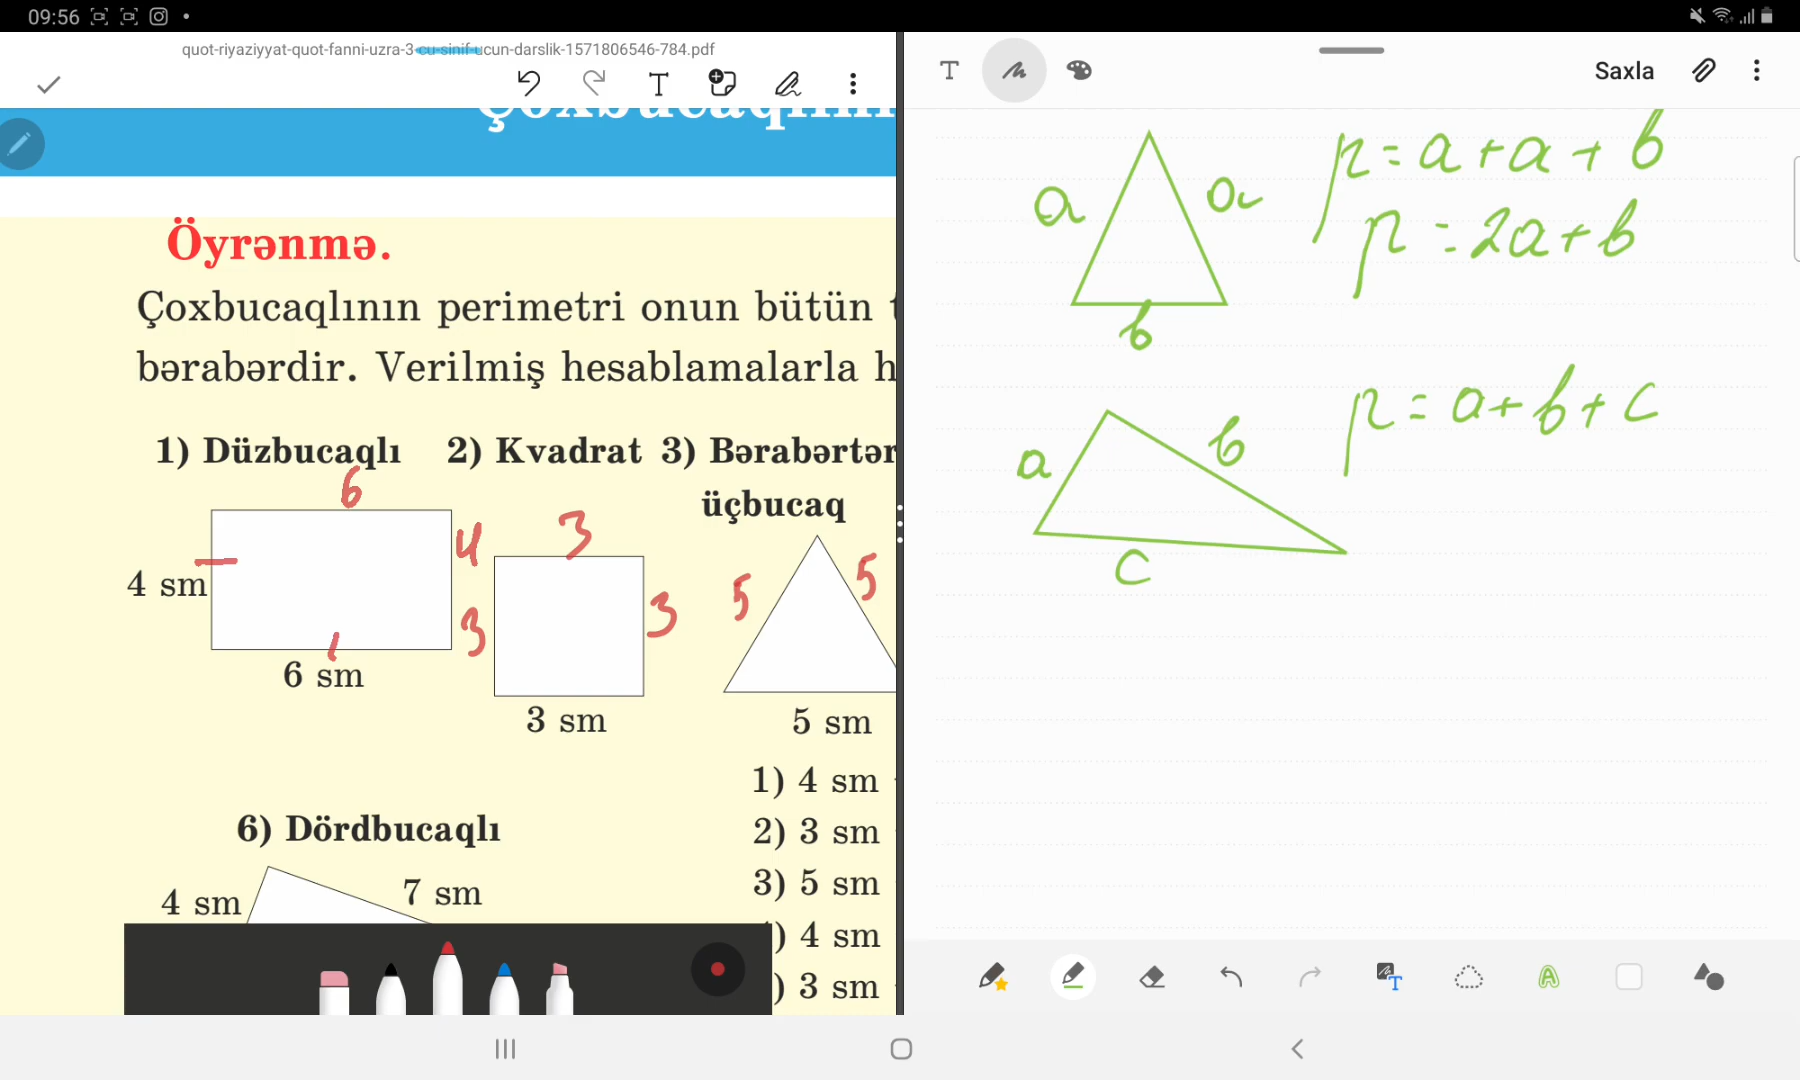 09:56
quot-riyaziyyat-quot-fanni-uzra-3-cu-sinif-ucun-darslik-1571806546-784.pdf
Öyrənmə.
Çoxbucaqlının perimetri onun bütün
bərabərdir. Verilmiş hesablamalarla h
1) Düzbucaqlı 2) Kvadrat 3) Bərabərtər
üçbucaq
6
4 sm
4
6 sm
3
3
3
3 sm
5
5
5 sm
6) Dördbucaqlı
4 sm
7 sm
1) 4 sm
2) 3 sm
3) 5 sm
) 4 sm
) 3 sm
T
Saxla
a
a
b
p=a+a+b
p=2a+b
a
b
c
p=a+b+c